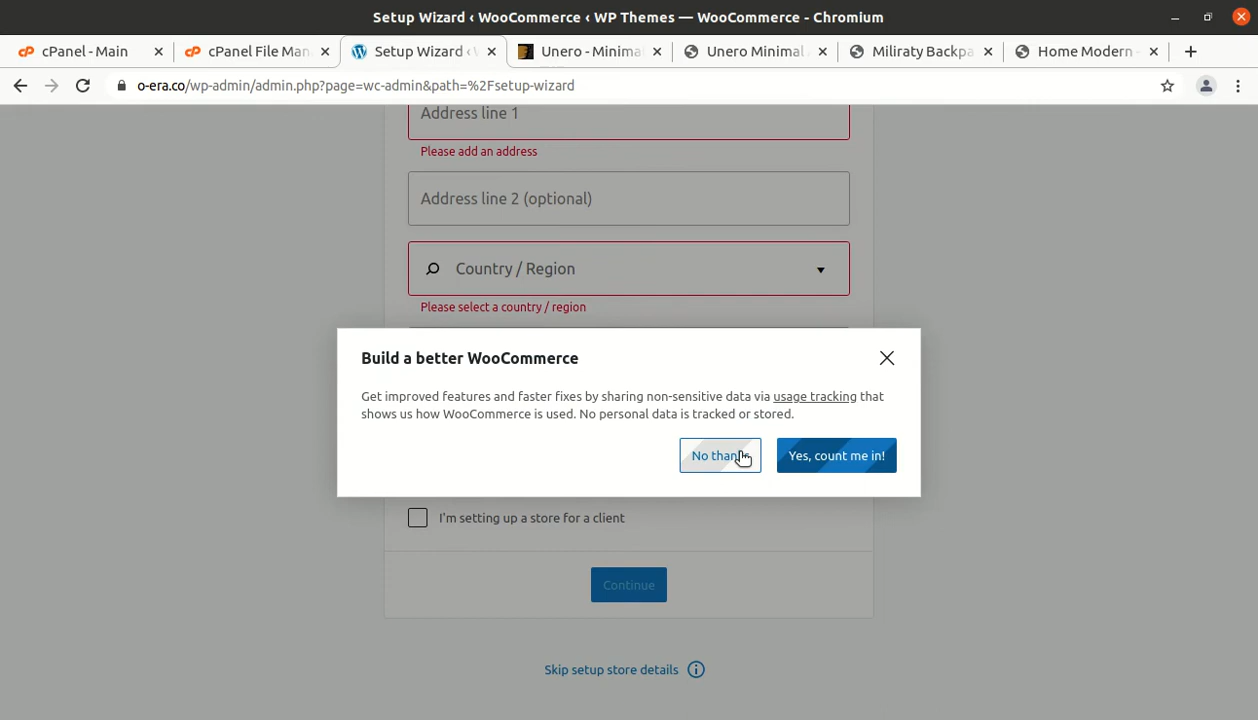 Setup Wizard ‹ WooCommerce ‹ WP Themes — WooCommerce - Chromium
cPanel - Main
cPanel File Man
Setup Wizard ‹
Unero - Minima
Unero Minimal
Miliraty Backpa
Home Modern
o-era.co/wp-admin/admin.php?page=wc-admin&path=%2Fsetup-wizard
Address line 1
Please add an address
Address line 2 (optional)
Country / Region
Please select a country / region
Build a better WooCommerce
Get improved features and faster fixes by sharing non-sensitive data via usage tracking that
shows us how WooCommerce is used. No personal data is tracked or stored.
No thanks
Yes, count me in!
I'm setting up a store for a client
Continue
Skip setup store details